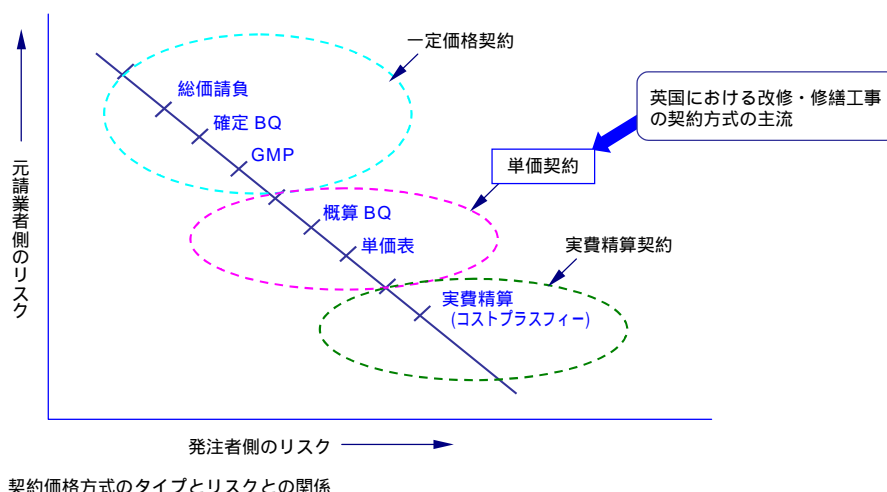 一定価格契約
総価請負
確定 BQ
GMP
英国における改修・修繕工事
の契約方式の主流
単価契約
概算 BQ
単価表
実費精算契約
実費精算
(コストプラスフィー)
元請業者側のリスク
発注者側のリスク
契約価格方式のタイプとリスクとの関係